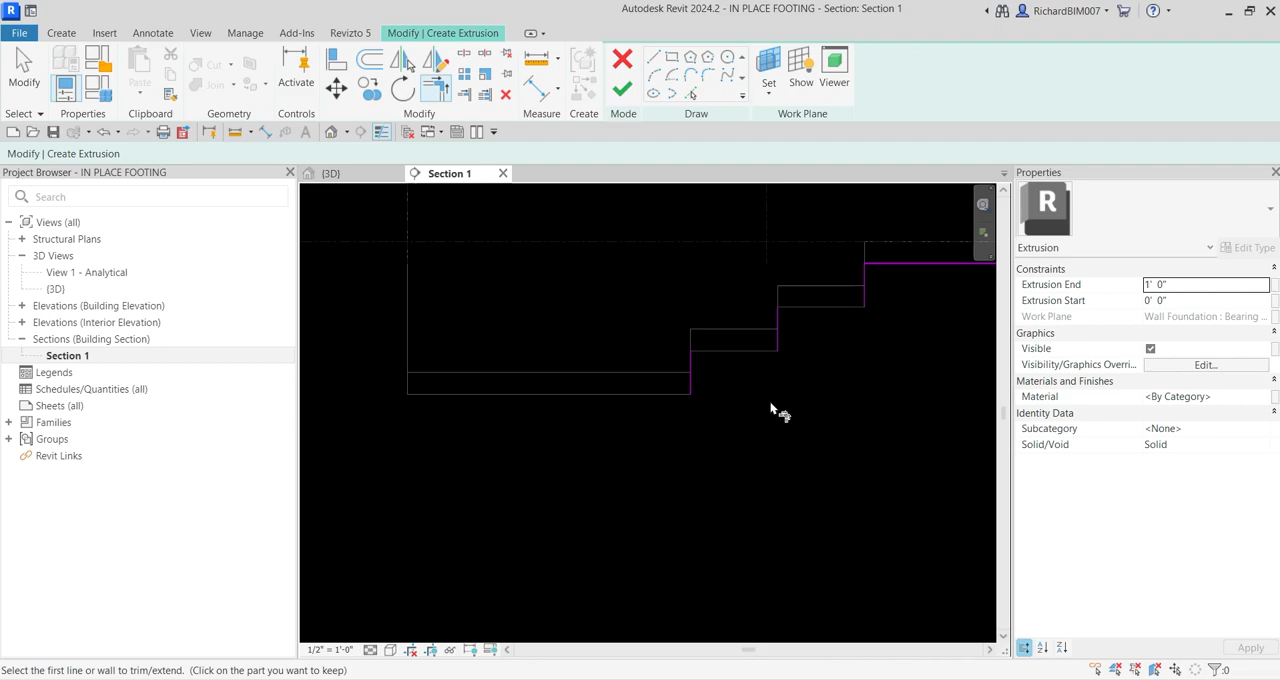 Autodesk Revit 2024.2 - IN PLACE FOOTING - Section: Section 1
RichardBIM007
File Create Insert Annotate View Manage Add-Ins Revizto 5 Modify | Create Extrusion
Modify Paste Cut Join Activate Set Show Viewer
Select Properties Clipboard Geometry Controls Modify Measure Create Mode Draw Work Plane
Modify | Create Extrusion
Project Browser - IN PLACE FOOTING
{3D}
Section 1
Properties
Search
Views (all)
Structural Plans
3D Views
View 1 - Analytical
{3D}
Elevations (Building Elevation)
Elevations (Interior Elevation)
Sections (Building Section)
Section 1
Legends
Schedules/Quantities (all)
Sheets (all)
Families
Groups
Revit Links
R
Extrusion
Edit Type
Constraints
Extrusion End 1' 0"
Extrusion Start 0' 0"
Work Plane Wall Foundation : Bearing ...
Graphics
Visible
Visibility/Graphics Overri... Edit...
Materials and Finishes
Material <By Category>
Identity Data
Subcategory <None>
Solid/Void Solid
1/2" = 1'-0"
Apply
Select the first line or wall to trim/extend. (Click on the part you want to keep)
:0